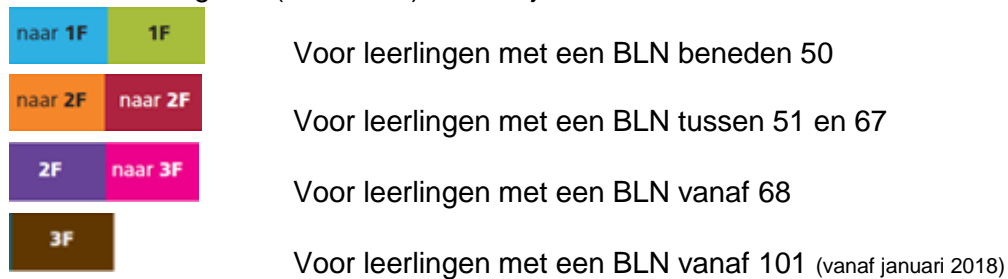 naar 1F 1F
Voor leerlingen met een BLN beneden 50
naar 2F naar 2F
Voor leerlingen met een BLN tussen 51 en 67
2F naar 3F
Voor leerlingen met een BLN vanaf 68
3F
Voor leerlingen met een BLN vanaf 101 (vanaf januari 2018)